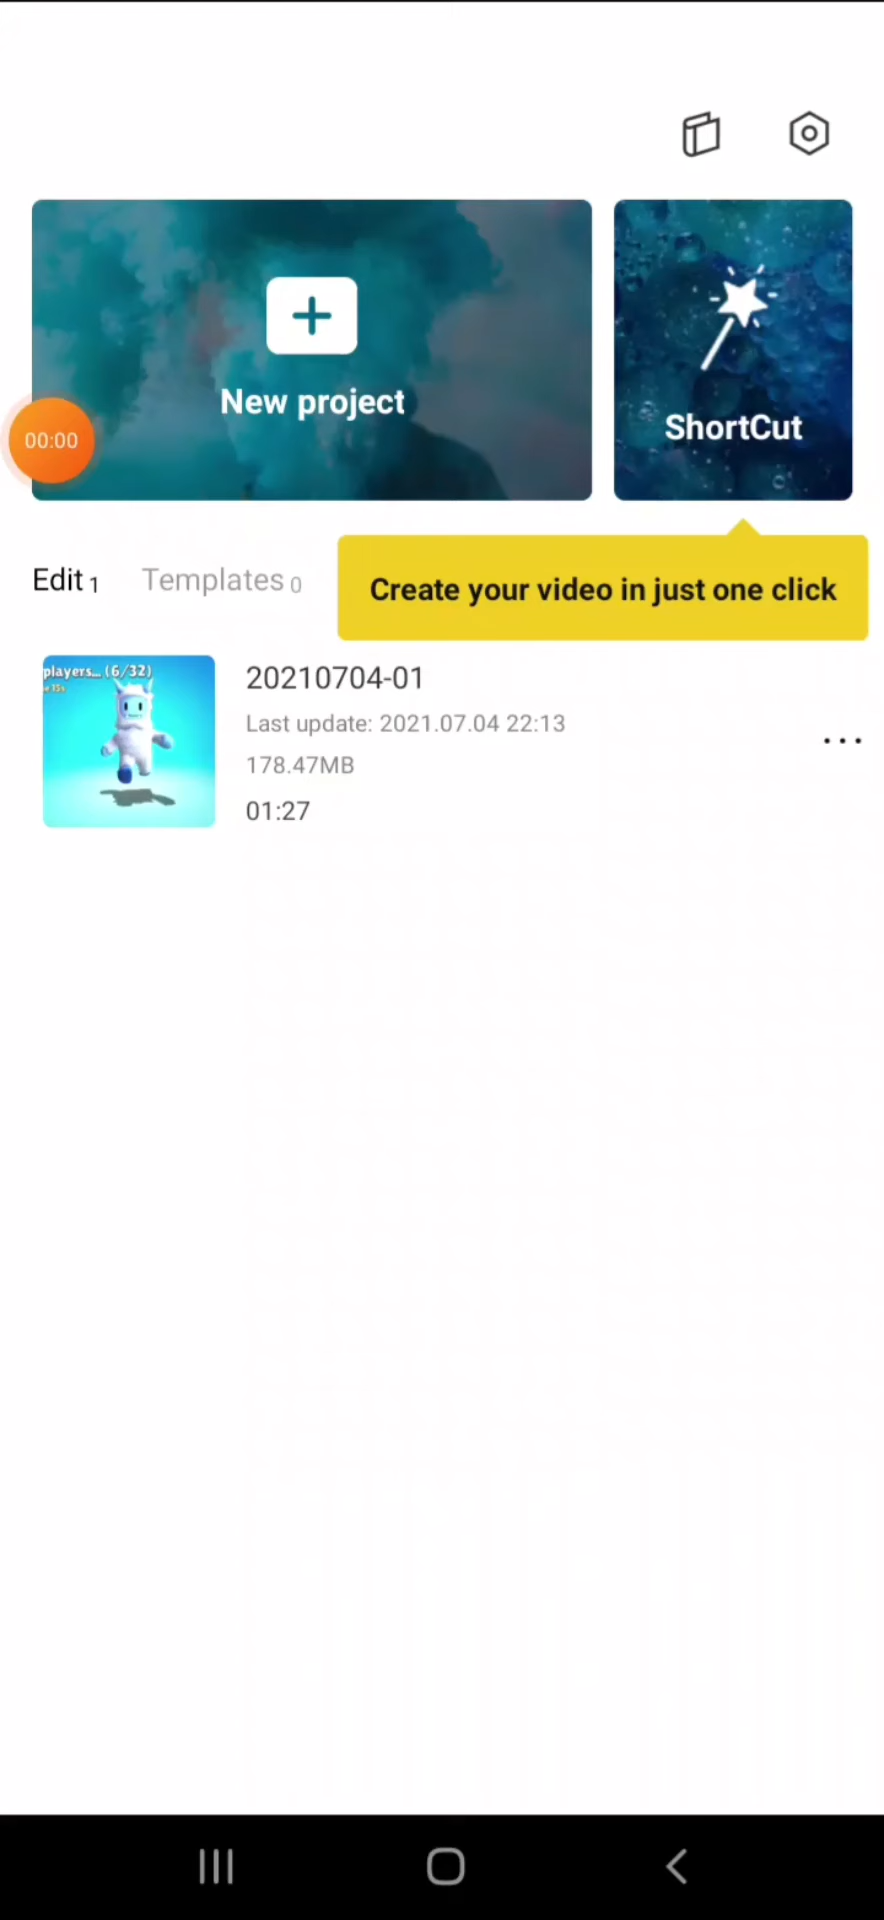 New project
ShortCut
00:00
Edit 1
Templates 0
Create your video in just one click
players... (6/32)
20210704-01
Last update: 2021.07.04 22:13
178.47MB
01:27